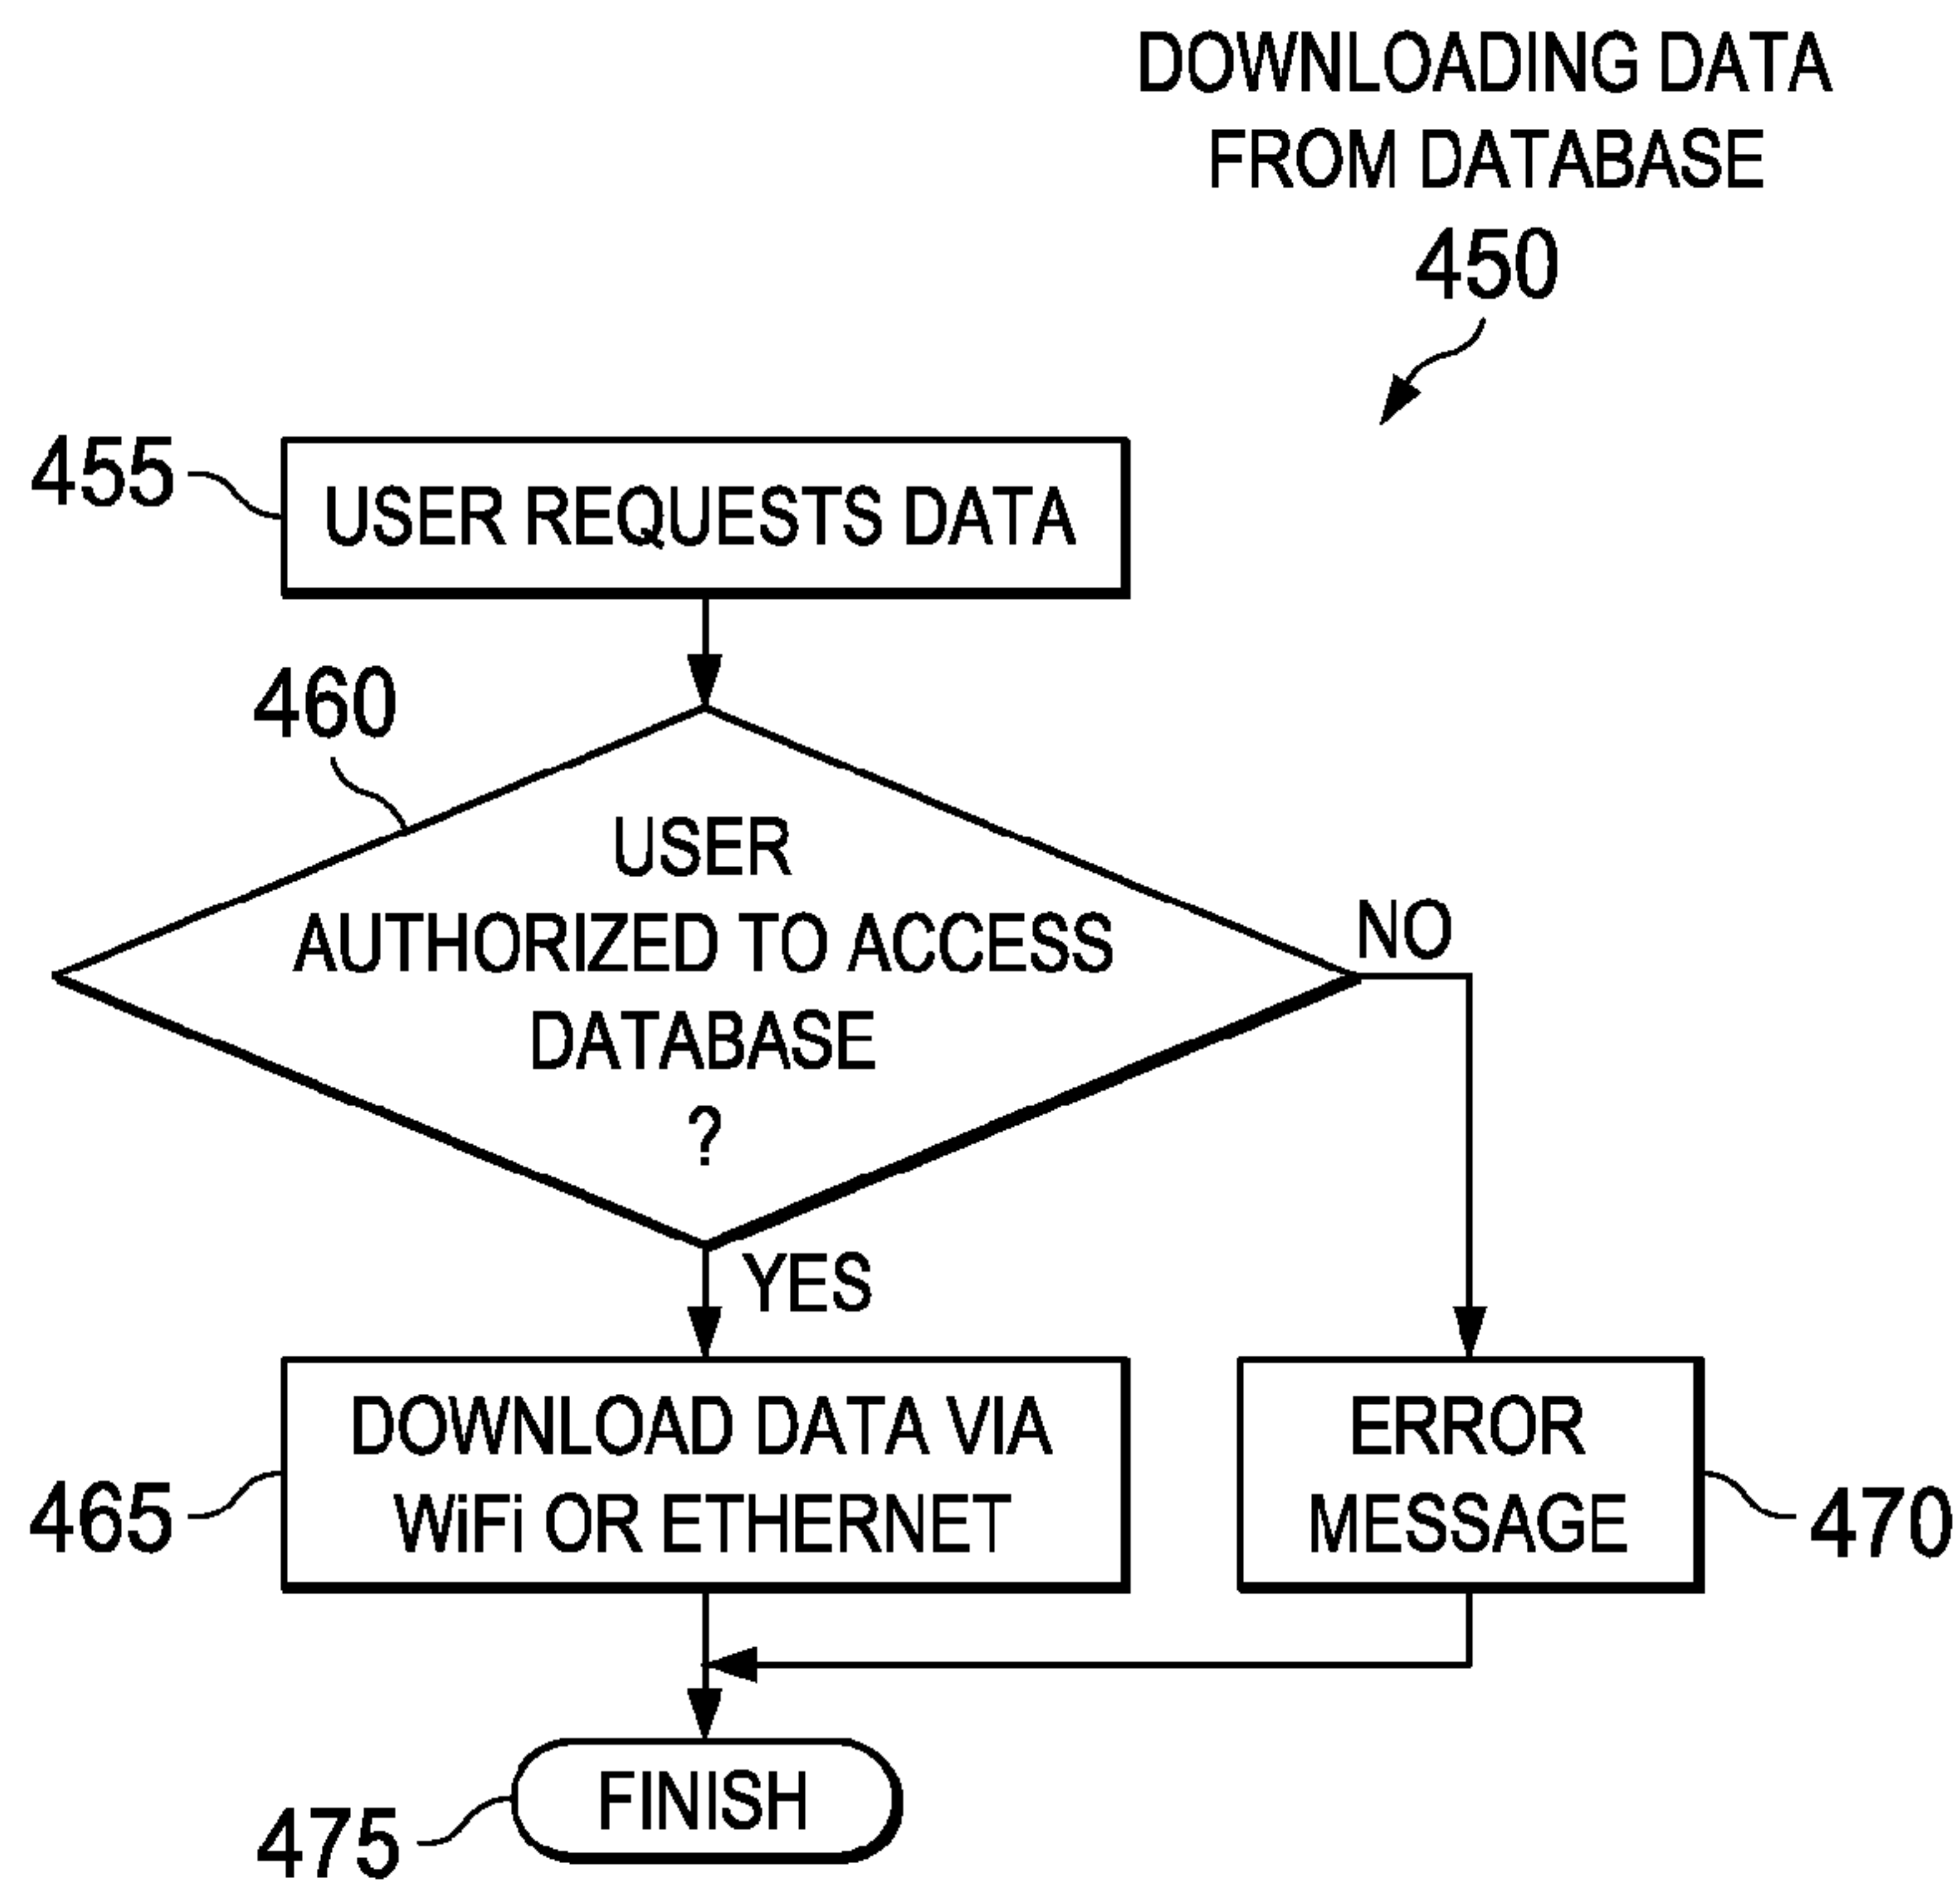 DOWNLOADING DATA
FROM DATABASE
450
455
USER REQUESTS DATA
460
USER
AUTHORIZED TO ACCESS
DATABASE
?
NO
YES
DOWNLOAD DATA VIA
WiFi OR ETHERNET
465
ERROR
MESSAGE
470
FINISH
475